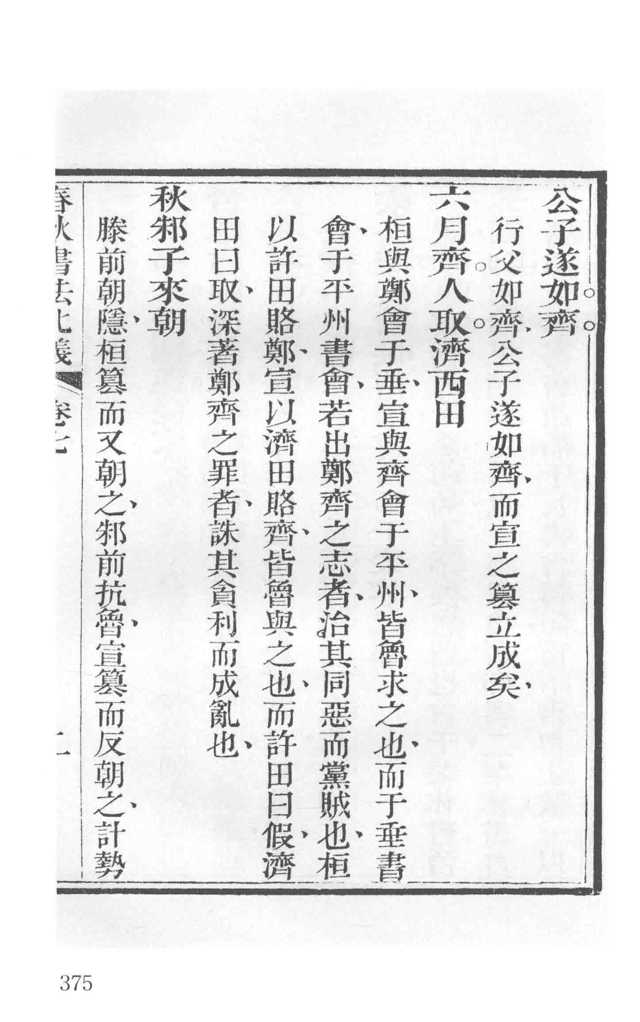 公子遂如齊
行父如齊、公子遂如齊、而宣之篡立成矣、
六月齊人取濟西田
桓與鄭會于垂、宣與齊會于平州、皆魯求之也、而于垂書
會、于平州書會、若出鄭齊之志者、治其同惡而黨賊也、桓
以許田賂鄭、宣以濟田賂齊、皆魯與之也、而許田曰假、濟
田曰取、深著鄭齊之罪者、誅其貪利而成亂也、
秋邾子來朝
滕前朝隱、桓篡而又朝之、邾前抗魯、宣篡而反朝之、計勢
春秋書法比義 卷七 二
375